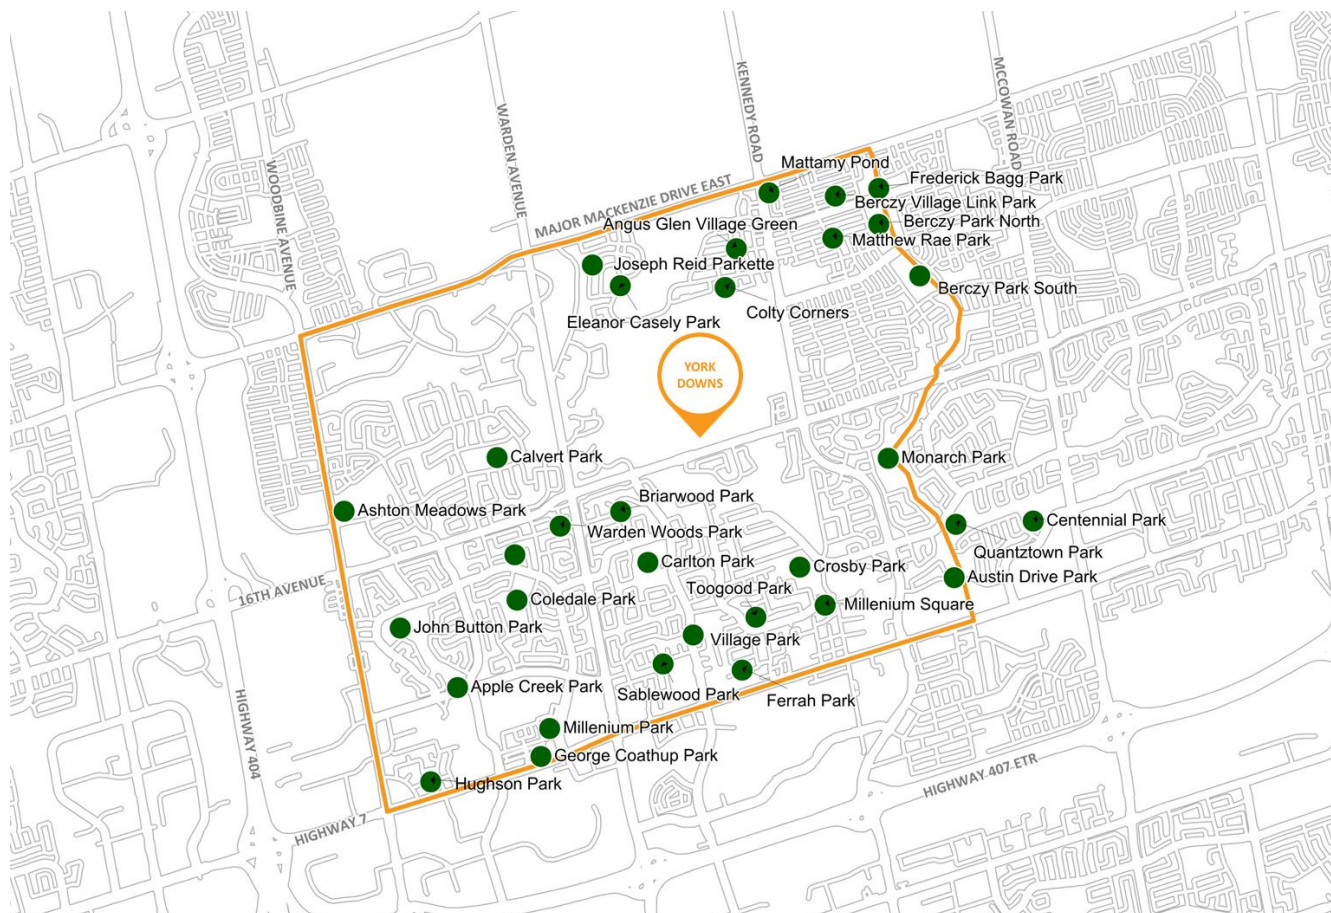 KENNEDY ROAD
MCCOWAN ROAD
WARDEN AVENUE
WOODBINE AVENUE
Mattamy Pond
MAJOR MACKENZIE DRIVE EAST
Frederick Bagg Park
Berczy Village Link Park
Angus Glen Village Green
Berczy Park North
Matthew Rae Park
Joseph Reid Parkette
Berczy Park South
Colty Corners
Eleanor Casely Park
YORK
DOWNS
Calvert Park
Monarch Park
Briarwood Park
Ashton Meadows Park
Centennial Park
Warden Woods Park
Quantztown Park
Carlton Park
Crosby Park
Austin Drive Park
16TH AVENUE
Toogood Park
Coledale Park
Millenium Square
John Button Park
Village Park
Apple Creek Park
Sablewood Park
Ferrah Park
Millenium Park
HIGHWAY 404
George Coathup Park
HIGHWAY 407 ETR
Hughson Park
HIGHWAY 7